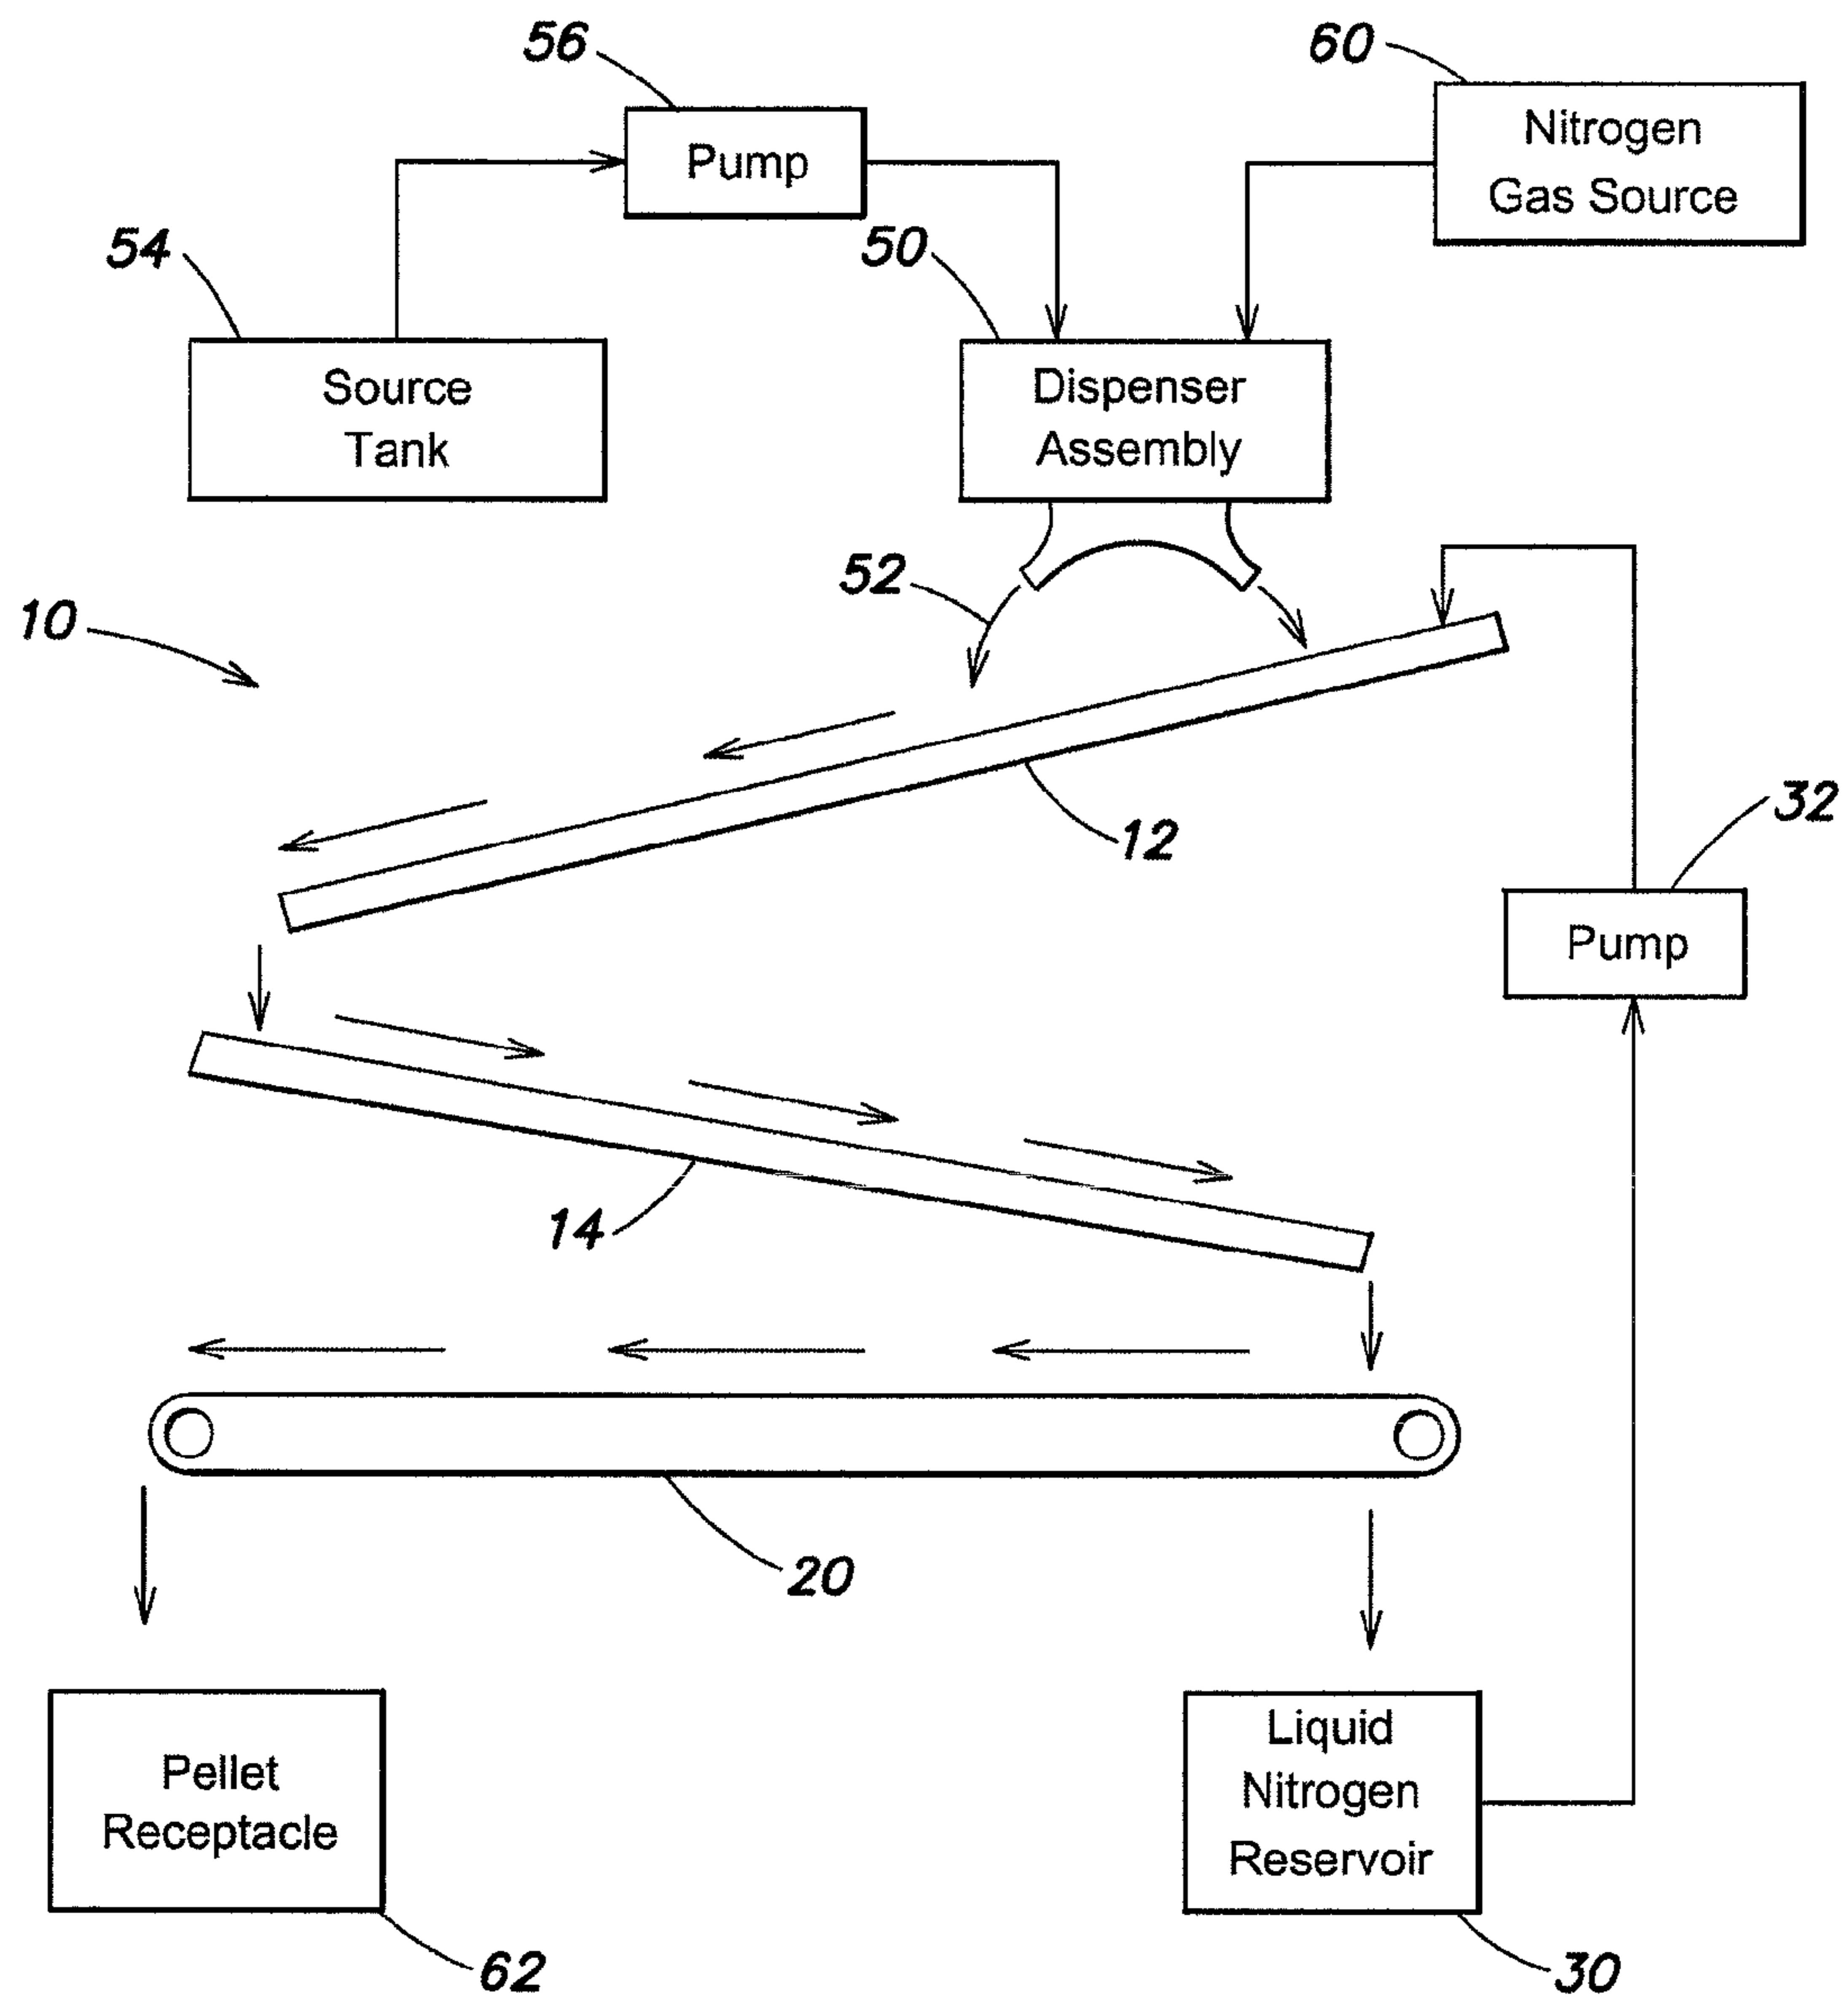 56
60
Pump
Nitrogen
Gas Source
54
50
Source
Tank
Dispenser
Assembly
52
10
12
32
Pump
14
20
Pellet
Receptacle
Liquid
Nitrogen
Reservoir
62
30